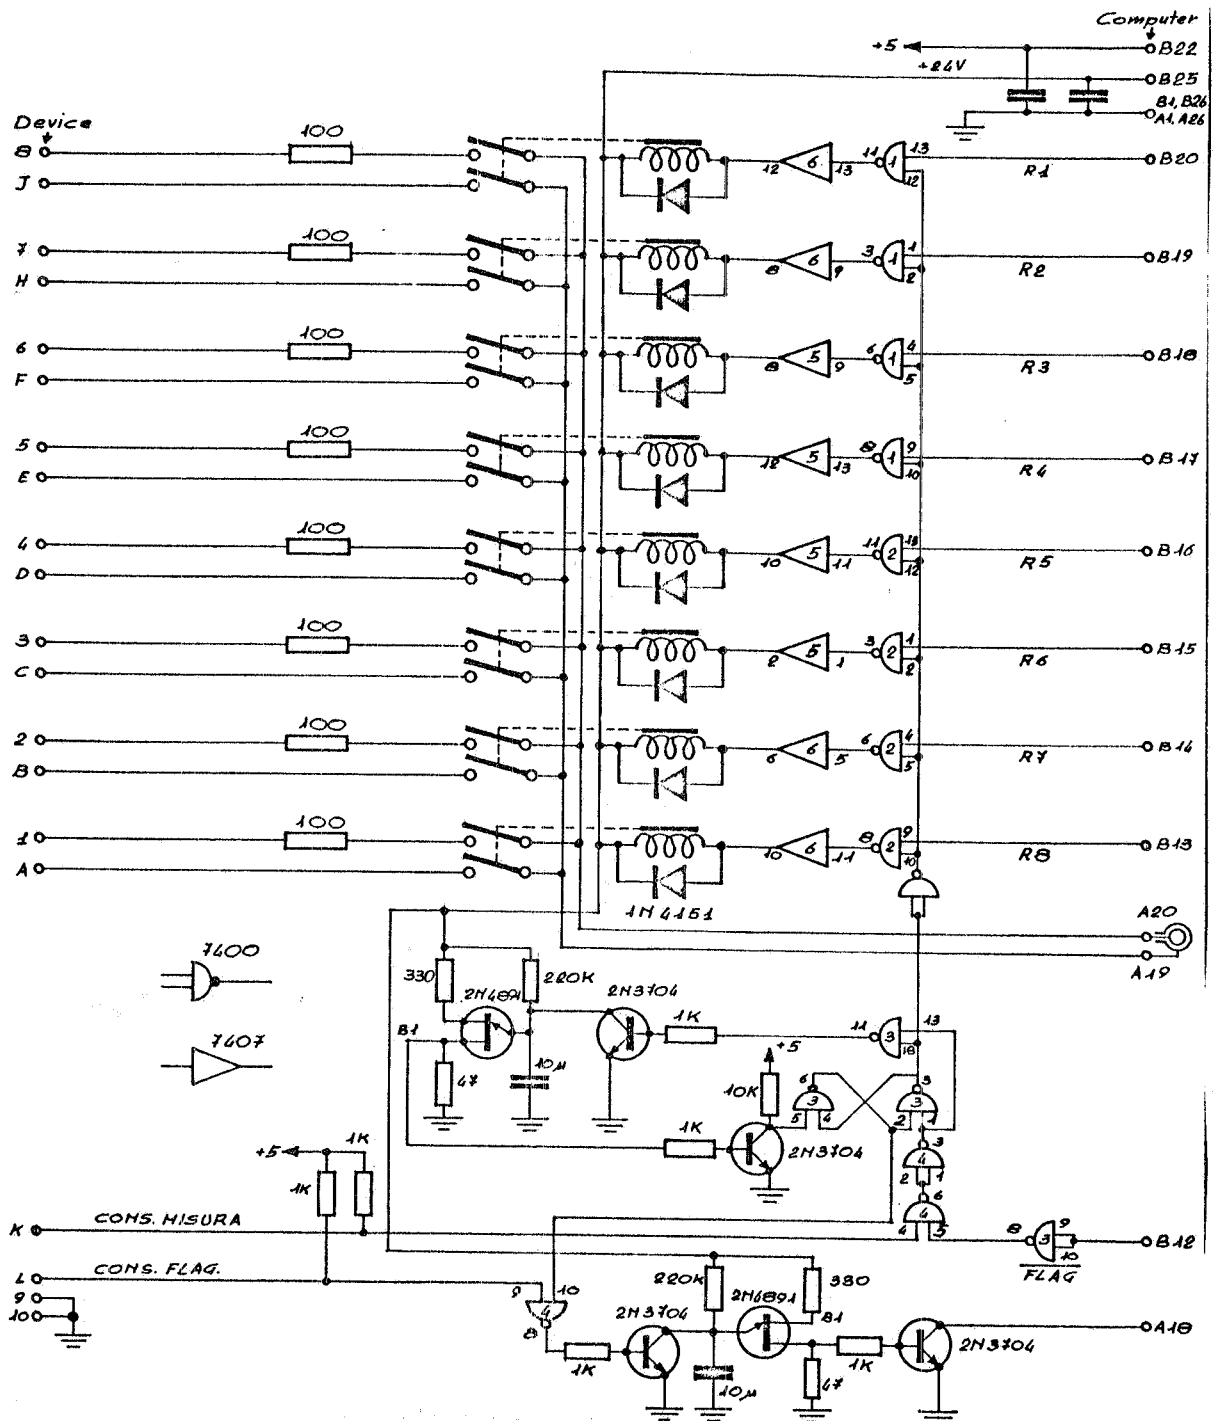 Computer
+5
B22
+24V
B25
B1, B26
A1, A26
Device
8
100
12
6
13
11
1
13
12
R1
B20
J
7
100
8
6
9
3
1
1
2
R2
B19
H
6
100
8
5
9
6
1
4
5
R3
B18
F
5
100
12
5
13
8
1
9
10
R4
B17
E
4
100
10
5
11
11
2
13
12
R5
B16
D
3
100
2
5
1
3
2
1
2
R6
B15
C
2
100
6
6
5
6
2
4
5
R7
B14
B
1
100
10
6
11
8
2
9
10
R8
B13
A
1N4151
A20
A19
7400
330
2N4891
220K
2N3704
B1
1K
11
3
13
7407
47
10µ
+5
10K
6
3
5
4
3
3
2
1
1K
2N3704
3
4
2
1
+5
1K
1K
6
4
4
5
K
CONS. MISURA
8
3
9
10
B12
FLAG
L
CONS. FLAG.
9
10
9
10
4
8
220K
330
2N4891
B1
2N3704
1K
10µ
47
1K
2N3704
A18